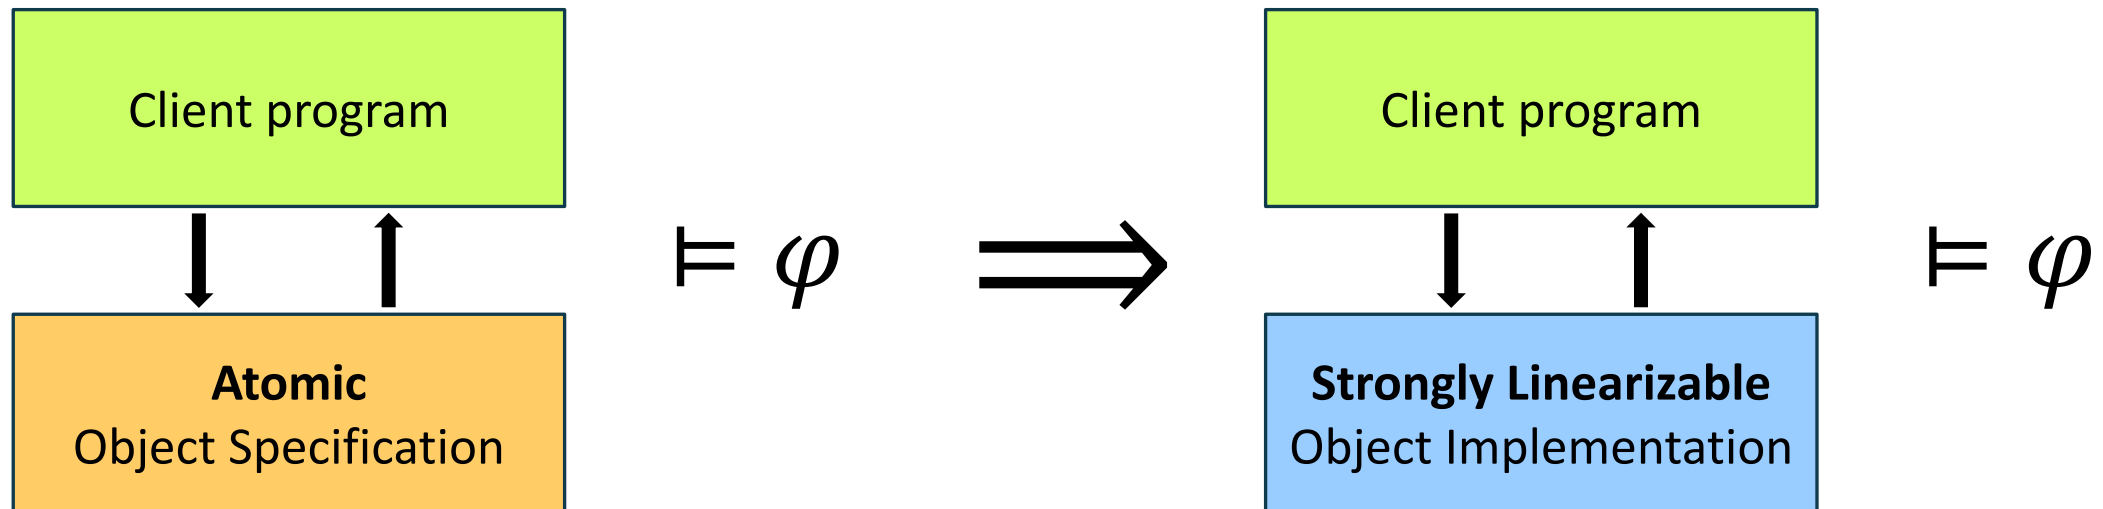 Client program
Atomic
Object Specification
⊨ φ
⟹
Client program
Strongly Linearizable
Object Implementation
⊨ φ